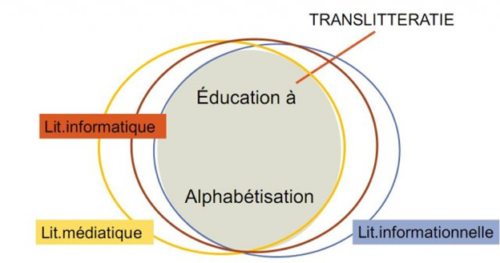 TRANSLITTERATIE
Éducation à
Lit.informatique
Alphabétisation
Lit.médiatique
Lit.informationnelle